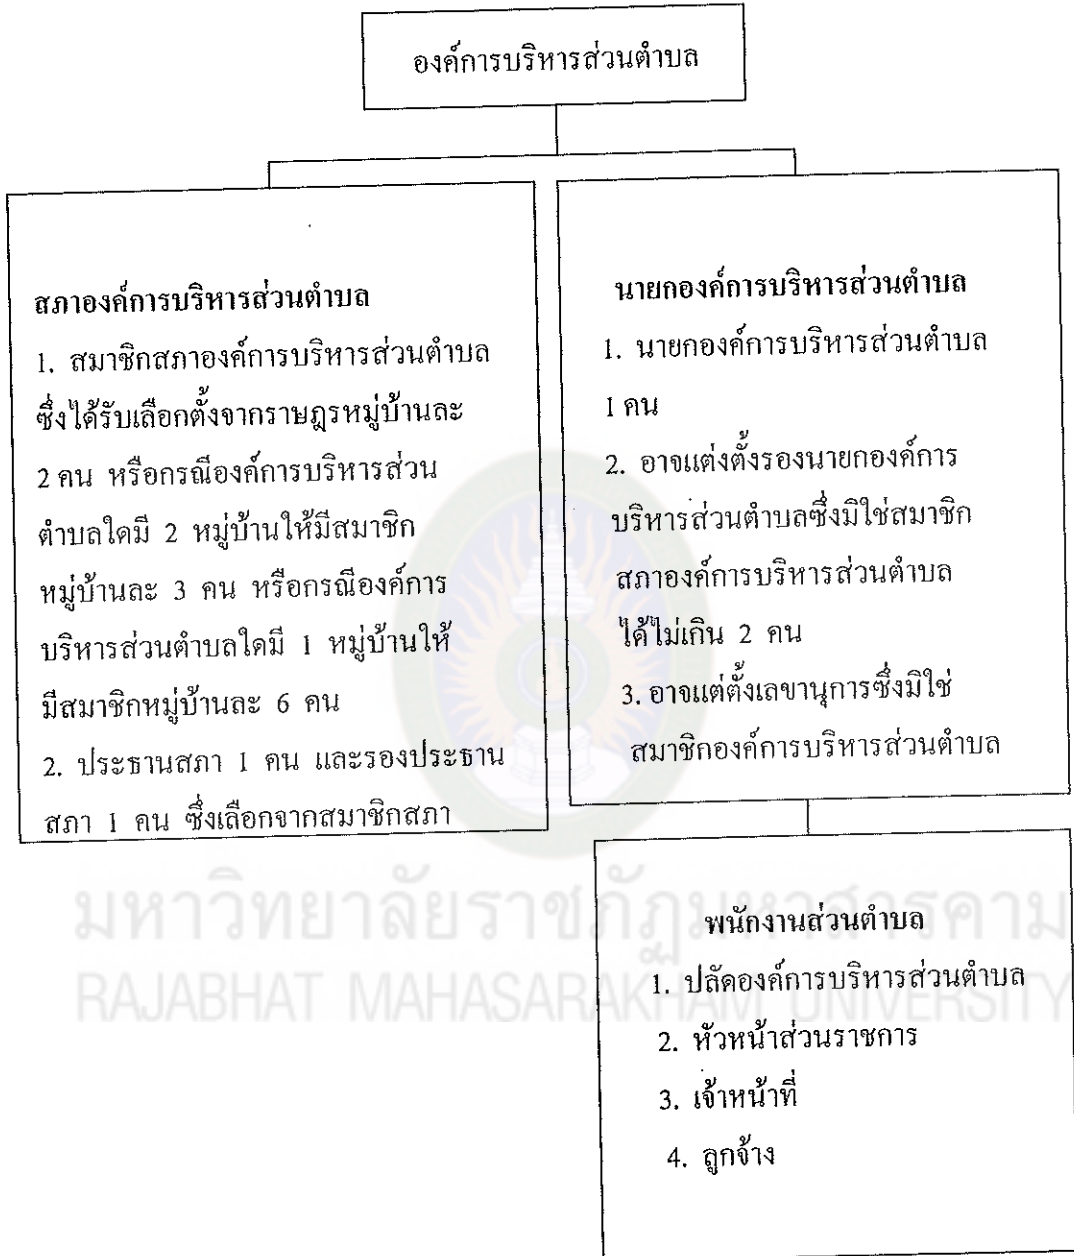 องค์การบริหารส่วนตำบล
สภาองค์การบริหารส่วนตำบล
1. สมาชิกสภาองค์การบริหารส่วนตำบล
ซึ่งได้รับเลือกตั้งจากราษฎรหมู่บ้านละ
2 คน หรือกรณีองค์การบริหารส่วน
ตำบลใดมี 2 หมู่บ้านให้มีสมาชิก
หมู่บ้านละ 3 คน หรือกรณีองค์การ
บริหารส่วนตำบลใดมี 1 หมู่บ้านให้
มีสมาชิกหมู่บ้านละ 6 คน
2. ประธานสภา 1 คน และรองประธาน
สภา 1 คน ซึ่งเลือกจากสมาชิกสภา
นายกองค์การบริหารส่วนตำบล
1. นายกองค์การบริหารส่วนตำบล
1 คน
2. อาจแต่งตั้งรองนายกองค์การ
บริหารส่วนตำบลซึ่งมิใช่สมาชิก
สภาองค์การบริหารส่วนตำบล
ได้ไม่เกิน 2 คน
3. อาจแต่ตั้งเลขานุการซึ่งมิใช่
สมาชิกองค์การบริหารส่วนตำบล
พนักงานส่วนตำบล
1. ปลัดองค์การบริหารส่วนตำบล
2. หัวหน้าส่วนราชการ
3. เจ้าหน้าที่
4. ลูกจ้าง
มหาวิทยาลัยราชภัฏมหาสารคาม
RAJABHAT MAHASARAKHAM UNIVERSITY